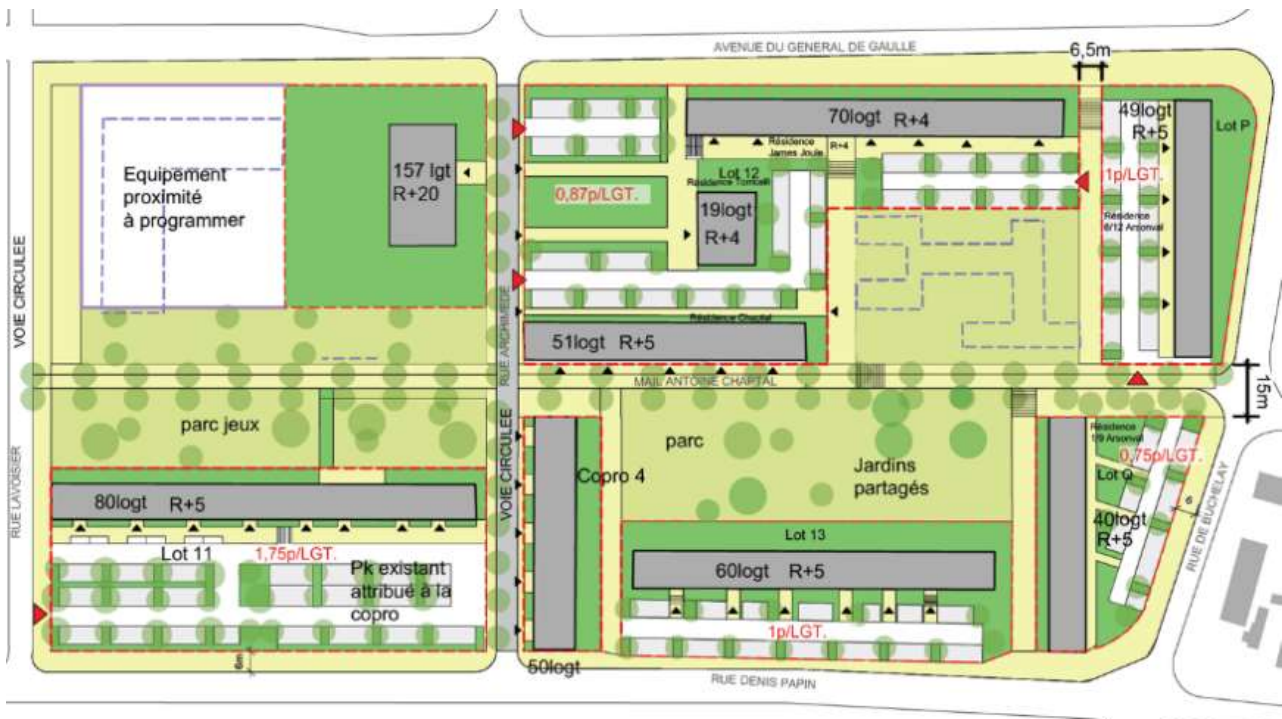 AVENUE DU GENERAL DE GAULLE
6,5m
70logt R+4
49logt
R+5
Lot P
Résidence
James Joule
R+4
157 lgt
R+20
Equipement
proximité
à programmer
Lot 12
0,87p/LGT.
19logt
R+4
1p/LGT.
Résidence
6/12 Arsonval
VOIE CIRCULEE
RUE ARCHIMEDE
Résidence Chaptal
51logt R+5
MAIL ANTOINE CHAPTAL
15m
parc jeux
parc
Jardins
partagés
Copro 4
Résidence
1/9 Arsonval
0,75p/LGT.
Lot Q
6
40logt
R+5
RUE DE BUCHELAY
RUE LAVOISIER
VOIE CIRCULEE
80logt R+5
Lot 11
1,75p/LGT.
Pk existant
attribué à la
copro
Lot 13
60logt R+5
1p/LGT.
6m
50logt
RUE DENIS PAPIN